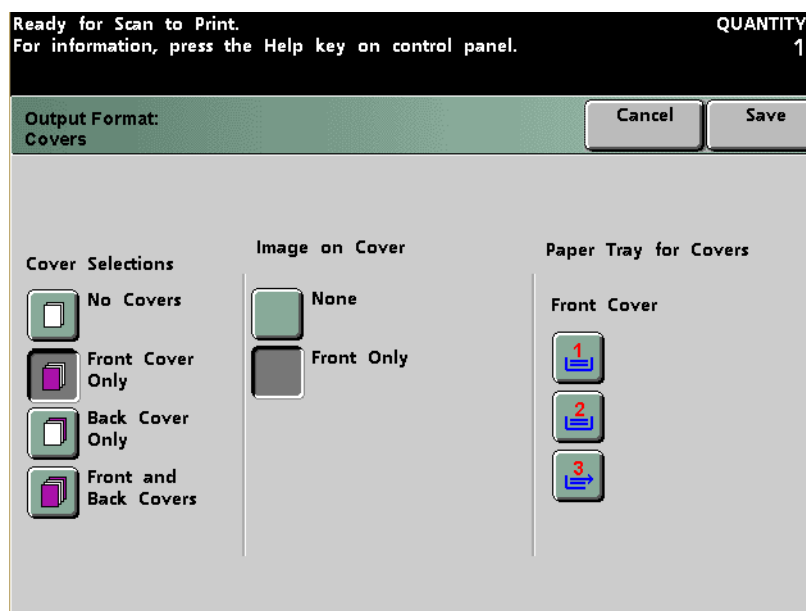 Ready for Scan to Print.
For information, press the Help key on control panel.
QUANTITY
1
Output Format:
Covers
Cancel
Save
Cover Selections
No Covers
Front Cover
Only
Back Cover
Only
Front and
Back Covers
Image on Cover
None
Front Only
Paper Tray for Covers
Front Cover
1
2
3